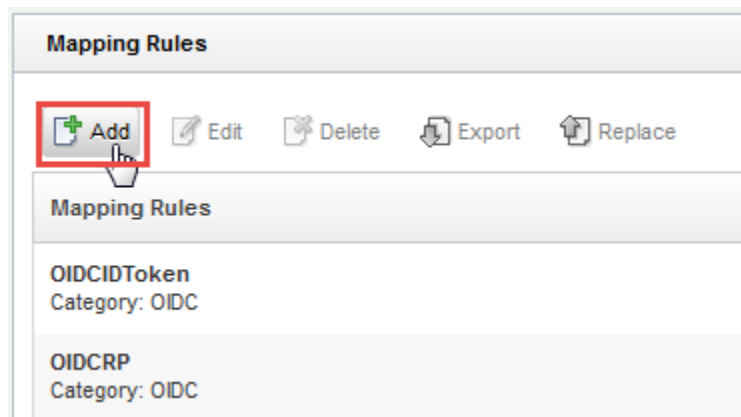 Mapping Rules
Add Edit Delete Export Replace
Mapping Rules
OIDCIDToken
Category: OIDC
OIDCRP
Category: OIDC